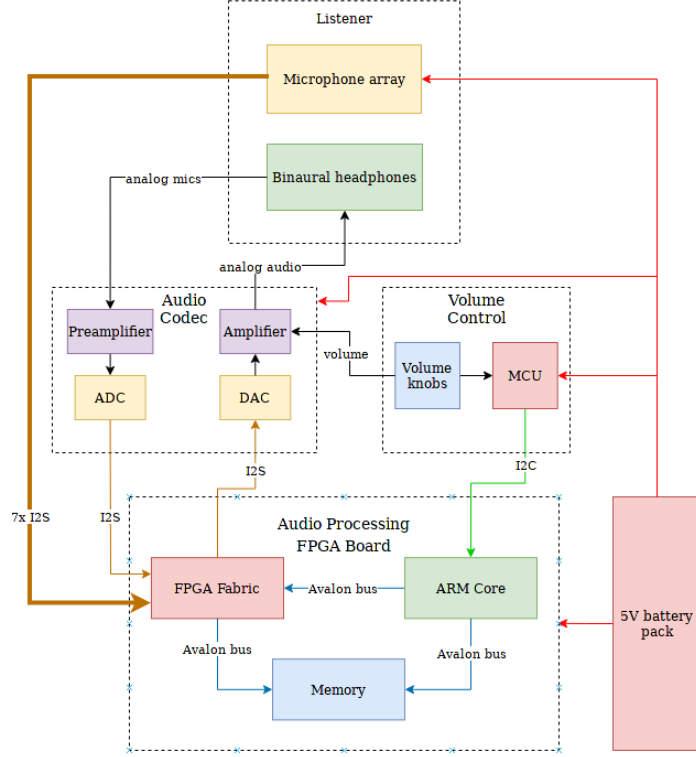 Listener
Microphone array
Binaural headphones
analog mics
analog audio
Audio
Codec
Preamplifier
Amplifier
ADC
DAC
Volume
Control
volume
Volume
knobs
MCU
I2S
I2C
7x I2S
I2S
Audio Processing
FPGA Board
FPGA Fabric
Avalon bus
ARM Core
5V battery
pack
Avalon bus
Avalon bus
Memory